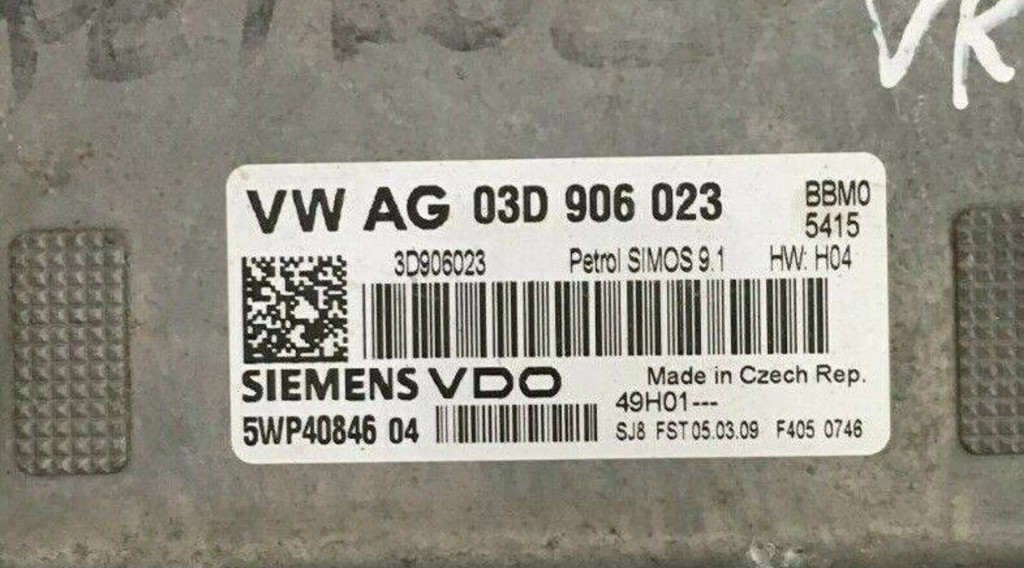 VR
VW AG 03D 906 023 BBM0
5415
3D906023 Petrol SIMOS 9.1 HW: H04
SIEMENS VDO Made in Czech Rep.
49H01---
5WP40846 04 SJ8 FST 05.03.09 F405 0746